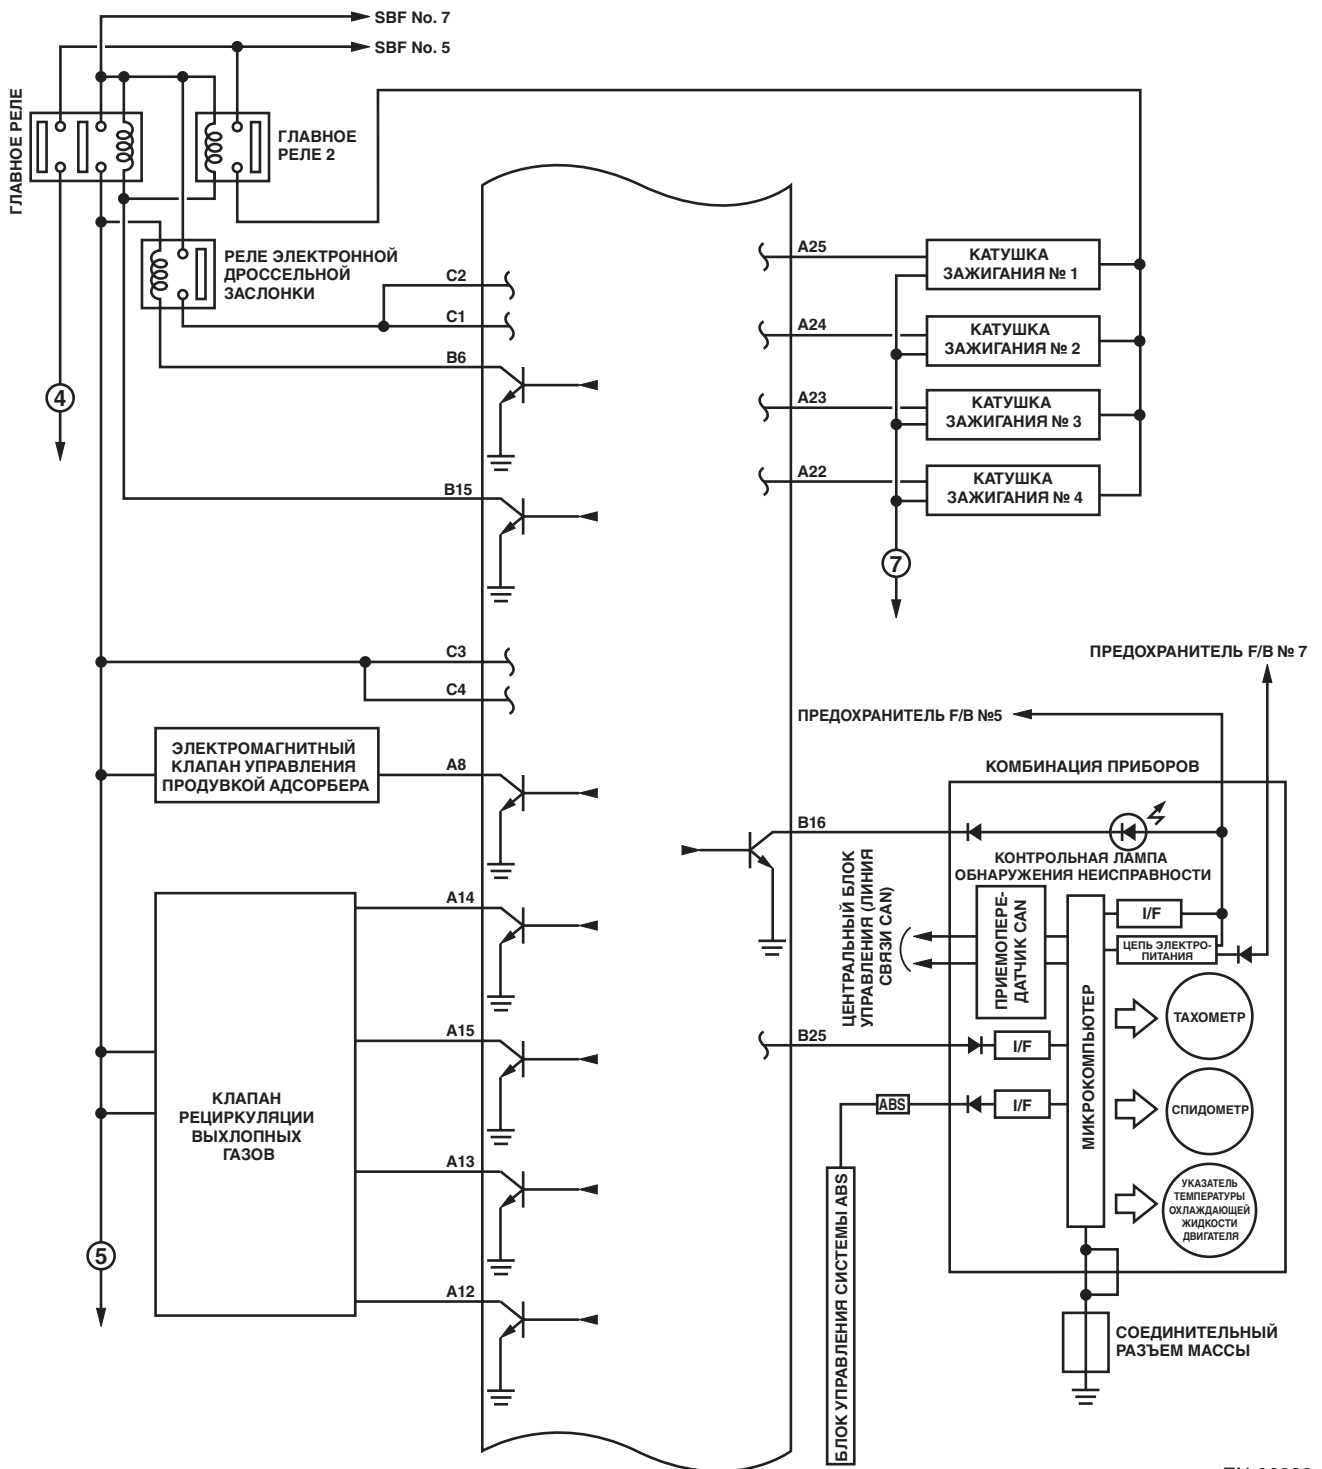 SBF No. 7
SBF No. 5
ГЛАВНОЕ РЕЛЕ
ГЛАВНОЕ
РЕЛЕ 2
РЕЛЕ ЭЛЕКТРОННОЙ
ДРОССЕЛЬНОЙ
ЗАСЛОНКИ
C2
C1
B6
4
B15
C3
C4
ЭЛЕКТРОМАГНИТНЫЙ
КЛАПАН УПРАВЛЕНИЯ
ПРОДУВКОЙ АДСОРБЕРА
A8
A14
A15
КЛАПАН
РЕЦИРКУЛЯЦИИ
ВЫХЛОПНЫХ
ГАЗОВ
A13
A12
5
A25
КАТУШКА
ЗАЖИГАНИЯ № 1
A24
КАТУШКА
ЗАЖИГАНИЯ № 2
A23
КАТУШКА
ЗАЖИГАНИЯ № 3
A22
КАТУШКА
ЗАЖИГАНИЯ № 4
7
ПРЕДОХРАНИТЕЛЬ F/B № 7
ПРЕДОХРАНИТЕЛЬ F/B №5
КОМБИНАЦИЯ ПРИБОРОВ
B16
КОНТРОЛЬНАЯ ЛАМПА
ОБНАРУЖЕНИЯ НЕИСПРАВНОСТИ
ЦЕНТРАЛЬНЫЙ БЛОК
УПРАВЛЕНИЯ (ЛИНИЯ
СВЯЗИ CAN)
ПРИЕМОПЕРЕ-
ДАТЧИК CAN
МИКРОКОМПЬЮТЕР
I/F
ЦЕПЬ ЭЛЕКТРО-
ПИТАНИЯ
ТАХОМЕТР
B25
I/F
ABS
I/F
СПИДОМЕТР
УКАЗАТЕЛЬ
ТЕМПЕРАТУРЫ
ОХЛАЖДАЮЩЕЙ
ЖИДКОСТИ
ДВИГАТЕЛЯ
БЛОК УПРАВЛЕНИЯ СИСТЕМЫ ABS
СОЕДИНИТЕЛЬНЫЙ
РАЗЪЕМ МАССЫ